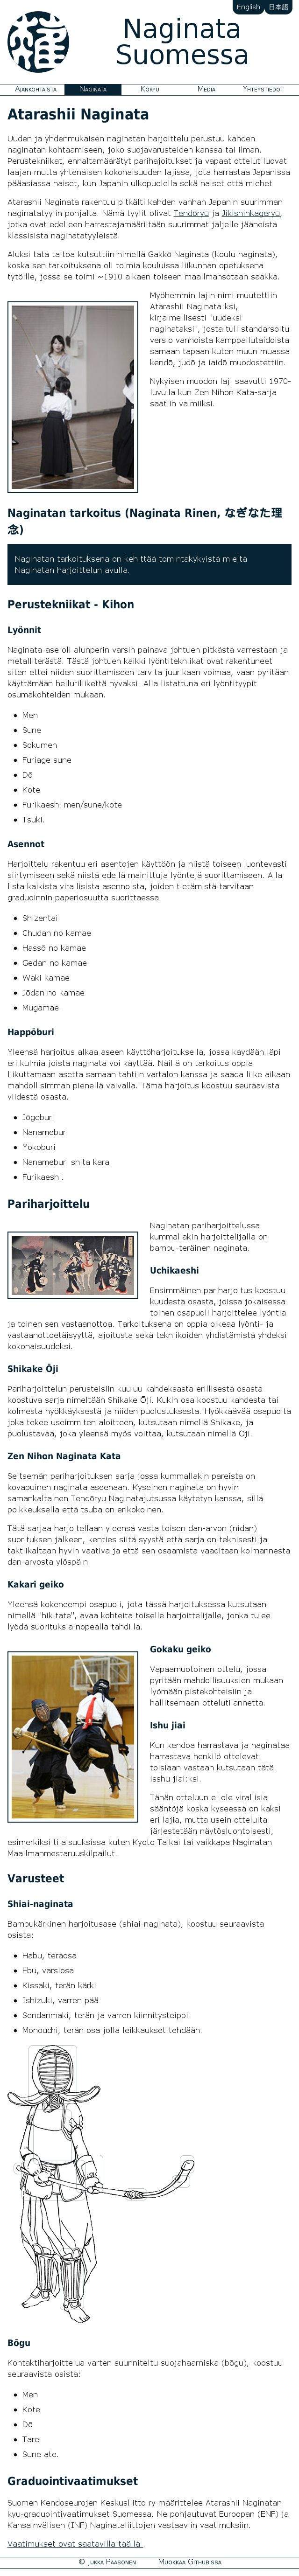 English 日本語
Naginata
Suomessa
Ajankohtaista Naginata Koryu Media Yhteystiedot
Atarashii Naginata
Uuden ja yhdenmukaisen naginatan harjoittelu perustuu kahden
naginatan kohtaamiseen, joko suojavarusteiden kanssa tai ilman.
Perustekniikat, ennaltamäärätyt pariharjoitukset ja vapaat ottelut luovat
laajan mutta yhtenäisen kokonaisuuden lajissa, jota harrastaa Japanissa
pääasiassa naiset, kun Japanin ulkopuolella sekä naiset että miehet
Atarashii Naginata rakentuu pitkälti kahden vanhan Japanin suurimman
naginatatyylin pohjalta. Nämä tyylit olivat Tendōryū ja Jikishinkageryū,
jotka ovat edelleen harrastajamääriltään suurimmat jäljelle jääneistä
klassisista naginatatyyleistä.
Aluksi tätä taitoa kutsuttiin nimellä Gakkō Naginata (koulu naginata),
koska sen tarkoituksena oli toimia kouluissa liikunnan opetuksena
tytöille, jossa se toimi ~1910 alkaen toiseen maailmansotaan saakka.
Myöhemmin lajin nimi muutettiin
Atarashii Naginata:ksi,
kirjaimellisesti "uudeksi
naginataksi", josta tuli standarsoitu
versio vanhoista kamppailutaidoista
samaan tapaan kuten muun muassa
kendō, judō ja iaidō muodostettiin.
Nykyisen muodon laji saavutti 1970-
luvulla kun Zen Nihon Kata-sarja
saatiin valmiiksi.
Naginatan tarkoitus (Naginata Rinen, なぎなた理
念)
Naginatan tarkoituksena on kehittää tomintakykyistä mieltä
Naginatan harjoittelun avulla.
Perustekniikat - Kihon
Lyönnit
Naginata-ase oli alunperin varsin painava johtuen pitkästä varrestaan ja
metalliterästä. Tästä johtuen kaikki lyöntitekniikat ovat rakentuneet
siten ettei niiden suorittamiseen tarvita juurikaan voimaa, vaan pyritään
käyttämään heiluriliikettä hyväksi. Alla listattuna eri lyöntityypit
osumakohteiden mukaan.
Men
Sune
Sokumen
Furiage sune
Dō
Kote
Furikaeshi men/sune/kote
Tsuki.
Asennot
Harjoittelu rakentuu eri asentojen käyttöön ja niistä toiseen luontevasti
siirtymiseen sekä niistä edellä mainittuja lyöntejä suorittamiseen. Alla
lista kaikista virallisista asennoista, joiden tietämistä tarvitaan
graduoinnin paperiosuutta suorittaessa.
Shizentai
Chudan no kamae
Hassō no kamae
Gedan no kamae
Waki kamae
Jōdan no kamae
Mugamae.
Happōburi
Yleensä harjoitus alkaa aseen käyttöharjoituksella, jossa käydään läpi
eri kulmia joista naginata voi käyttää. Näillä on tarkoitus oppia
liikuttamaan asetta samaan tahtiin vartalon kanssa ja saada liike aikaan
mahdollisimman pienellä vaivalla. Tämä harjoitus koostuu seuraavista
viidestä osasta.
Jōgeburi
Nanameburi
Yokoburi
Nanameburi shita kara
Furikaeshi.
Pariharjoittelu
Naginatan pariharjoittelussa
kummallakin harjoittelijalla on
bambu-teräinen naginata.
Uchikaeshi
Ensimmäinen pariharjoitus koostuu
kuudesta osasta, joissa jokaisessa
toinen osapuoli harjoittelee lyöntiä
ja toinen sen vastaanottoa. Tarkoituksena on oppia oikeaa lyönti- ja
vastaanottoetäisyyttä, ajoitusta sekä tekniikoiden yhdistämistä yhdeksi
kokonaisuudeksi.
Shikake Ōji
Pariharjoittelun perusteisiin kuuluu kahdeksasta erillisestä osasta
koostuva sarja nimeltään Shikake Ōji. Kukin osa koostuu kahdesta tai
kolmesta hyökkäyksestä ja niiden puolustuksesta. Hyökkäävää osapuolta
joka tekee useimmiten aloitteen, kutsutaan nimellä Shikake, ja
puolustavaa, joka yleensä myös voittaa, kutsutaan nimellä Oji.
Zen Nihon Naginata Kata
Seitsemän pariharjoituksen sarja jossa kummallakin pareista on
kovapuinen naginata aseenaan. Kyseinen naginata on hyvin
samankaltainen Tendōryu Naginatajutusussa käytetyn kanssa, sillä
poikkeuksella että tsuba on erikokoinen.
Tätä sarjaa harjoitellaan yleensä vasta toisen dan-arvon (nidan)
suorituksen jälkeen, kenties siitä syystä että sarja on teknisesti ja
taktiikaltaan hyvin vaativa ja että sen osaamista vaaditaan kolmannesta
dan-arvosta ylöspäin.
Kakari geiko
Yleensä kokeneempi osapuoli, jota tässä harjoituksessa kutsutaan
nimellä "hikiteate", avaa kohteita toiselle harjoittelijalle, jonka tulee
lyödä suorituksia nopealla tahdilla.
Gokaku geiko
Vapaamuotoinen ottelu, jossa
pyritään mahdollisuuksien mukaan
lyömään pistekohteisiin ja
hallitsemaan ottelutilannetta.
Ishu jiai
Kun kendoa harrastava ja naginataa
harrastava henkilö ottelevat
toisiaan vastaan kutsutaan tätä
isshu jiai:ksi.
Tähän otteluun ei ole virallisia
sääntöjä koska kyseessä on kaksi
eri lajia, mutta usein otteluita
järjestetään näytösluontoisesti,
esimerkiksi tilaisuuksissa kuten Kyoto Taikai tai vaikkapa Naginatan
Maailmanmestaruuskilpailut.
Varusteet
Shiai-naginata
Bambukärkinen harjoitusase (shiai-naginata), koostuu seuraavista
osista:
Habu, teräosa
Ebu, varsiosa
Kissaki, terän kärki
Ishizuki, varren pää
Sendanmaki, terän ja varren kiinnitysteippi
Monouchi, terän osa jolla leikkaukset tehdään.
Bōgu
Kontaktiharjoittelua varten suunniteltu suojahaarniska (bōgu), koostuu
seuraavista osista:
Men
Kote
Dō
Tare
Sune ate.
Graduointivaatimukset
Suomen Kendoseurojen Keskusliitto ry määrittelee Atarashii Naginatan
kyu-graduointivaatimukset Suomessa. Ne pohjautuvat Euroopan (ENF) ja
Kansainvälisen (INF) Naginataliittojen vastaaviin vaatimuksiin.
Vaatimukset ovat saatavilla täällä .
© Jukka Paasonen Muokkaa Githubissa